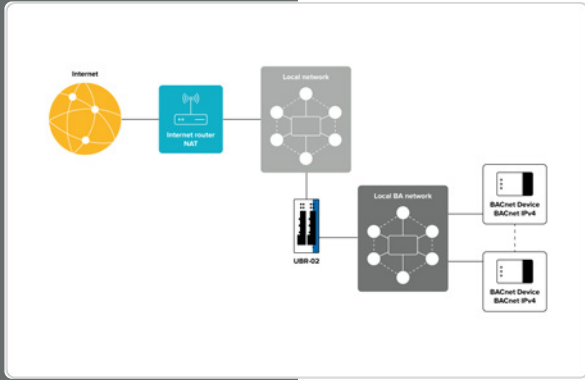 Internet
Internet router
NAT
Local network
UBR-02
Local BA network
BACnet Device
BACnet IPv4
BACnet Device
BACnet IPv4